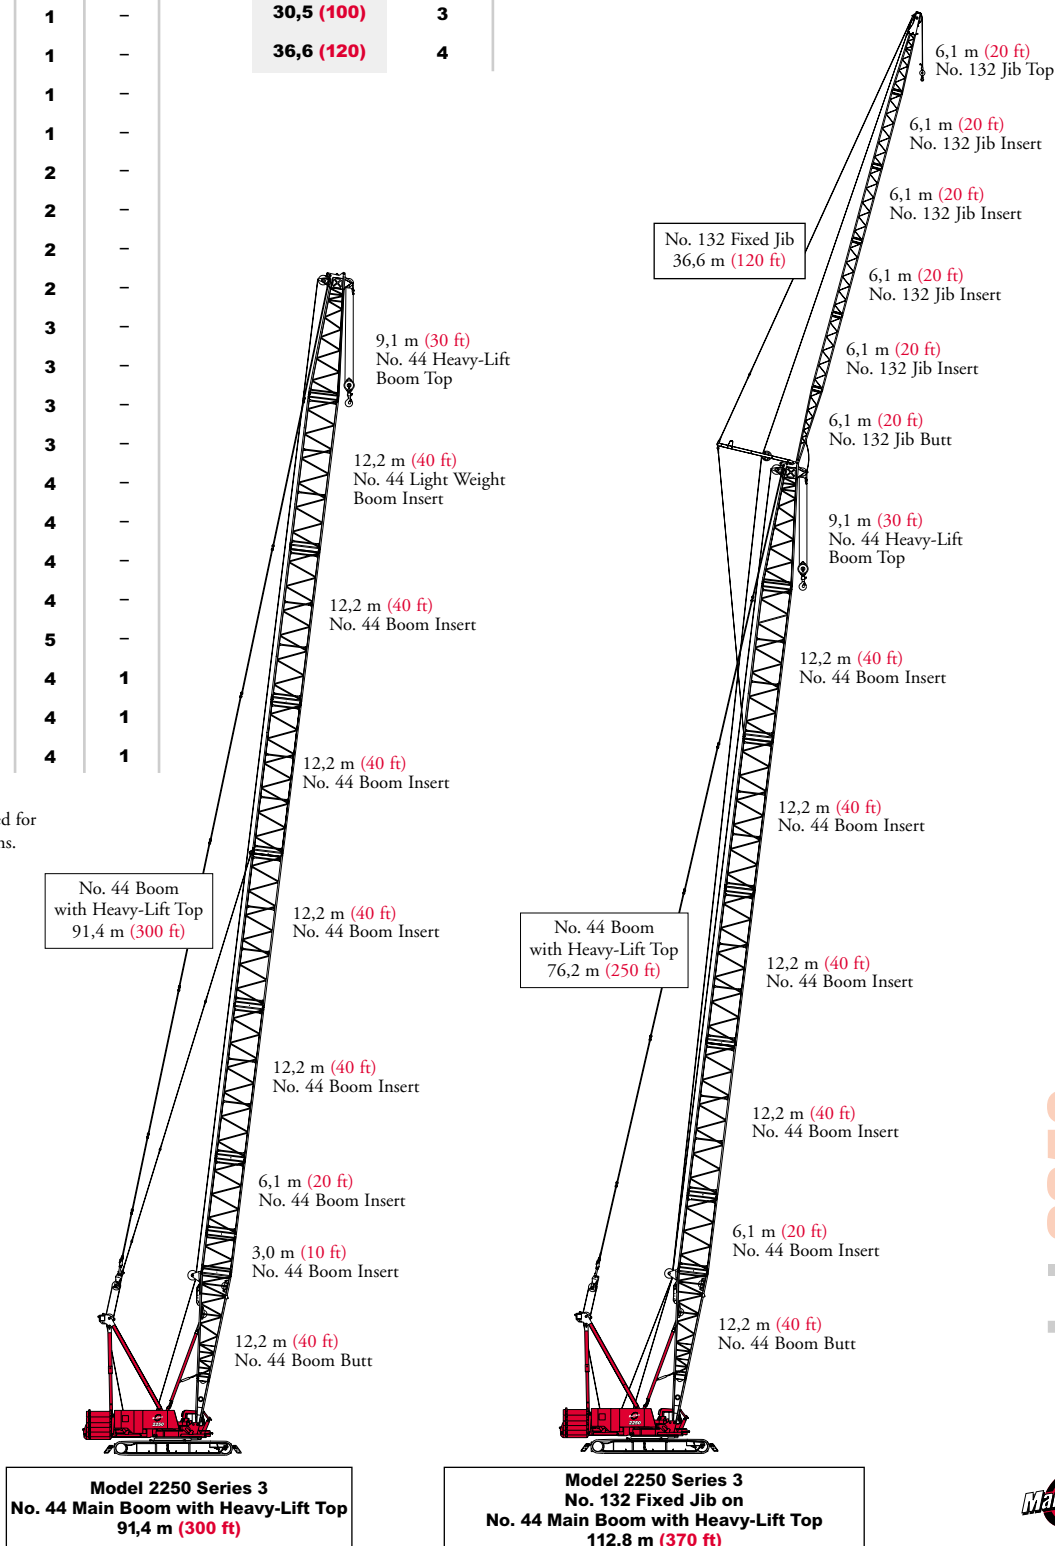 1 – 30,5 (100) 3
1 – 36,6 (120) 4
1 –
1 –
2 –
2 –
2 –
2 –
3 –
3 –
3 –
3 –
4 –
4 –
4 –
4 –
5 –
4 1
4 1
4 1
ed for
ns.
No. 44 Boom
with Heavy-Lift Top
91,4 m (300 ft)
9,1 m (30 ft)
No. 44 Heavy-Lift
Boom Top
12,2 m (40 ft)
No. 44 Light Weight
Boom Insert
12,2 m (40 ft)
No. 44 Boom Insert
12,2 m (40 ft)
No. 44 Boom Insert
12,2 m (40 ft)
No. 44 Boom Insert
12,2 m (40 ft)
No. 44 Boom Insert
6,1 m (20 ft)
No. 44 Boom Insert
3,0 m (10 ft)
No. 44 Boom Insert
12,2 m (40 ft)
No. 44 Boom Butt
2250
Model 2250 Series 3
No. 44 Main Boom with Heavy-Lift Top
91,4 m (300 ft)
6,1 m (20 ft)
No. 132 Jib Top
6,1 m (20 ft)
No. 132 Jib Insert
6,1 m (20 ft)
No. 132 Jib Insert
No. 132 Fixed Jib
36,6 m (120 ft)
6,1 m (20 ft)
No. 132 Jib Insert
6,1 m (20 ft)
No. 132 Jib Insert
6,1 m (20 ft)
No. 132 Jib Butt
9,1 m (30 ft)
No. 44 Heavy-Lift
Boom Top
12,2 m (40 ft)
No. 44 Boom Insert
12,2 m (40 ft)
No. 44 Boom Insert
No. 44 Boom
with Heavy-Lift Top
76,2 m (250 ft)
12,2 m (40 ft)
No. 44 Boom Insert
12,2 m (40 ft)
No. 44 Boom Insert
6,1 m (20 ft)
No. 44 Boom Insert
12,2 m (40 ft)
No. 44 Boom Butt
2250
Model 2250 Series 3
No. 132 Fixed Jib on
No. 44 Main Boom with Heavy-Lift Top
112,8 m (370 ft)